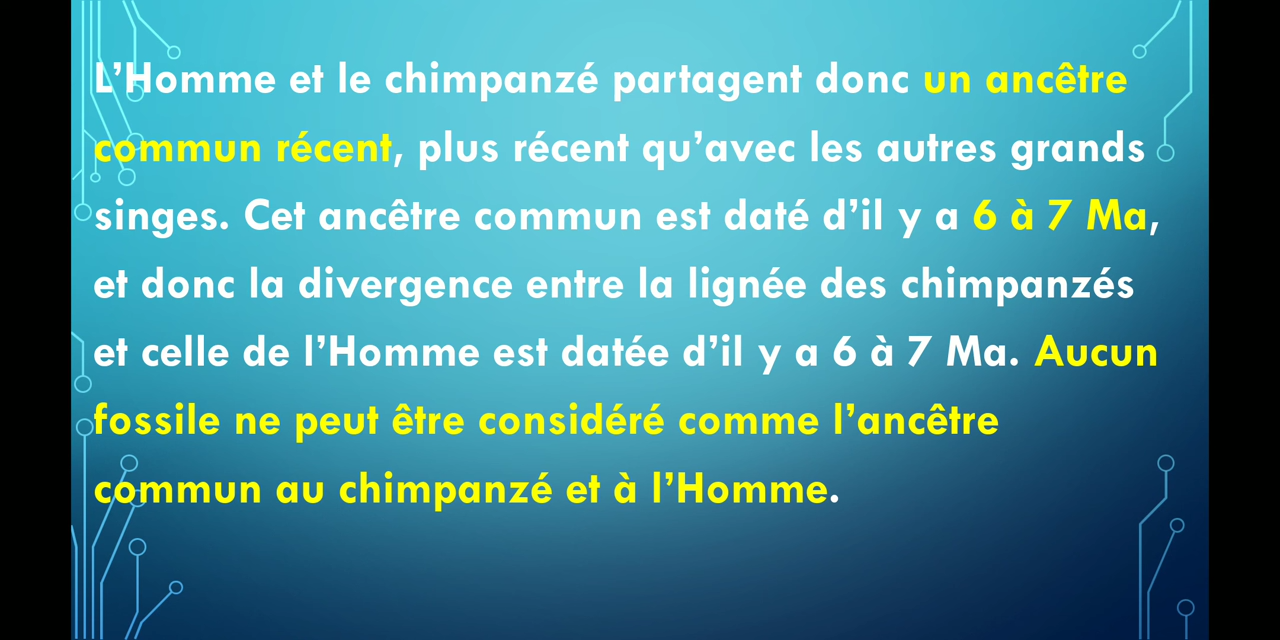 L’Homme et le chimpanzé partagent donc un ancêtre
commun récent, plus récent qu’avec les autres grands
singes. Cet ancêtre commun est daté d’il y a 6 à 7 Ma,
et donc la divergence entre la lignée des chimpanzés
et celle de l’Homme est datée d’il y a 6 à 7 Ma. Aucun
fossile ne peut être considéré comme l’ancêtre
commun au chimpanzé et à l’Homme.